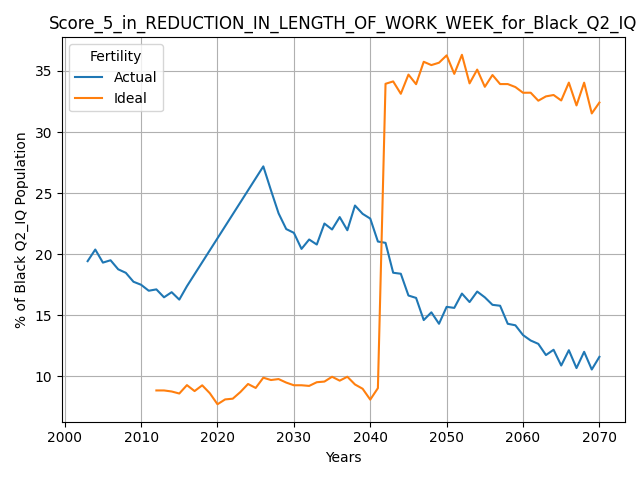 Score_5_in_REDUCTION_IN_LENGTH_OF_WORK_WEEK_for_Black_Q2_IQ
Fertility
Actual
Ideal
% of Black Q2_IQ Population
35
30
25
20
15
10
2000 2010 2020 2030 2040 2050 2060 2070
Years